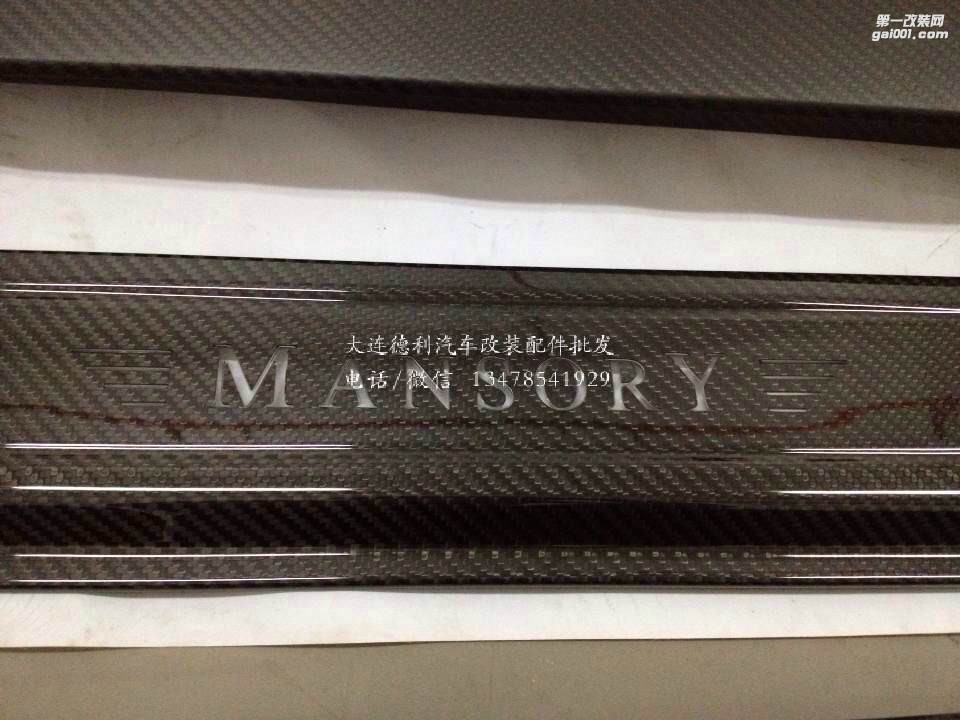 第一改装网
gai001.com
大连德利汽车改装配件批发
MANSORY
电话/微信 13478541929